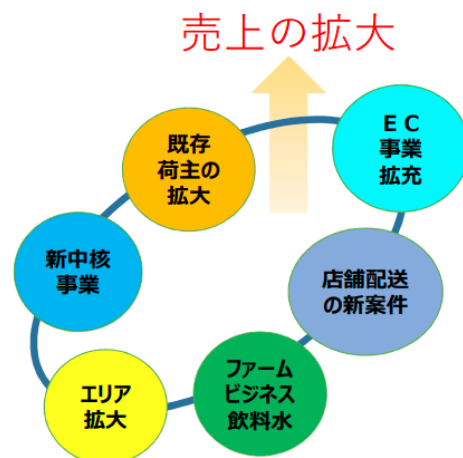 売上の拡大
ＥＣ
事業
拡充
既存
荷主の
拡大
新中核
事業
店舗配送
の新案件
ファーム
ビジネス
飲料水
エリア
拡大